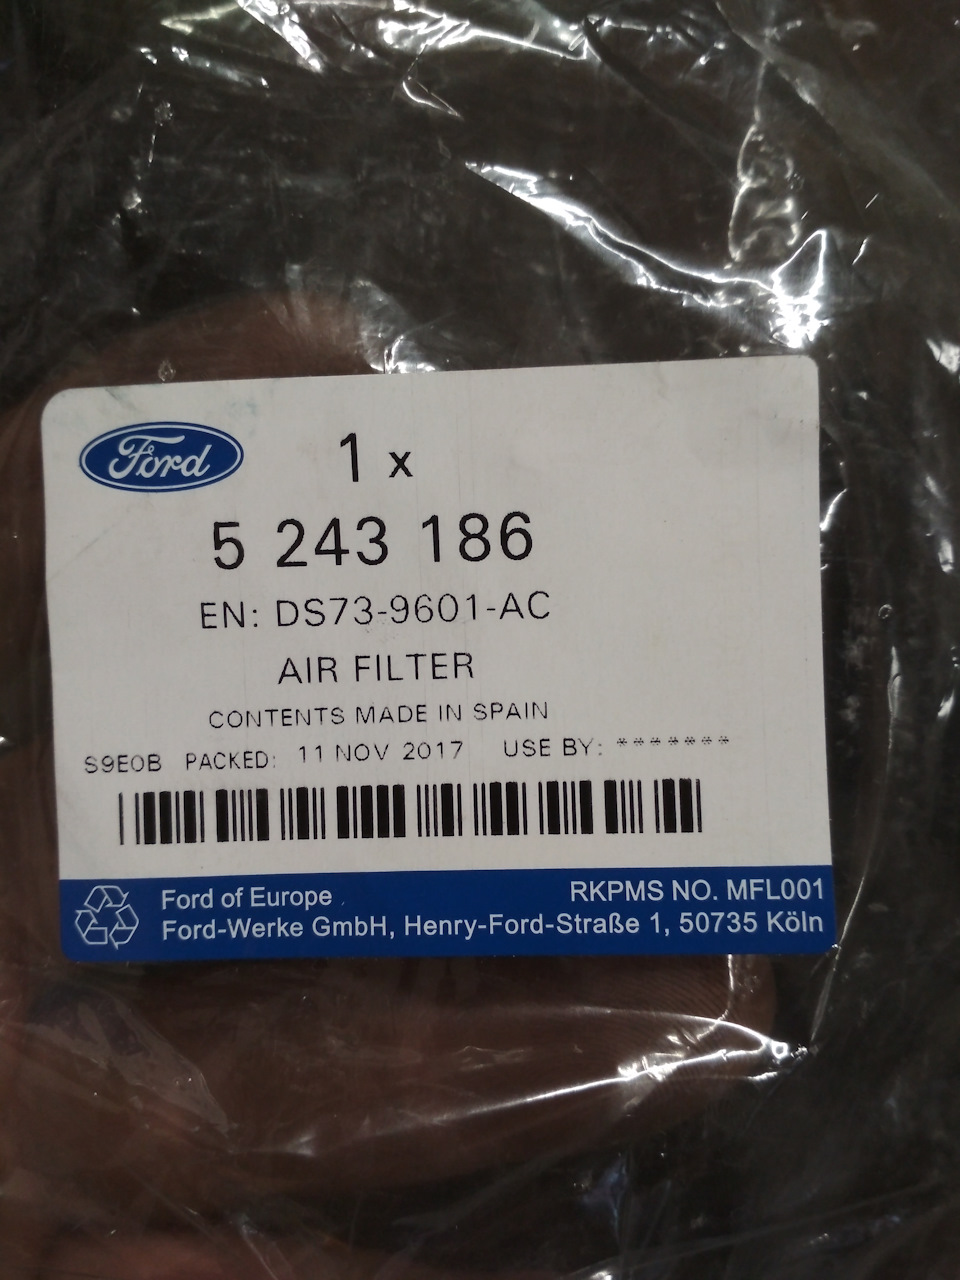 Ford
1 x
5 243 186
EN: DS73-9601-AC
AIR FILTER
CONTENTS MADE IN SPAIN
S9E0B PACKED: 11 NOV 2017 USE BY: *******
Ford of Europe RKPMS NO. MFL001
Ford-Werke GmbH, Henry-Ford-Straße 1, 50735 Köln